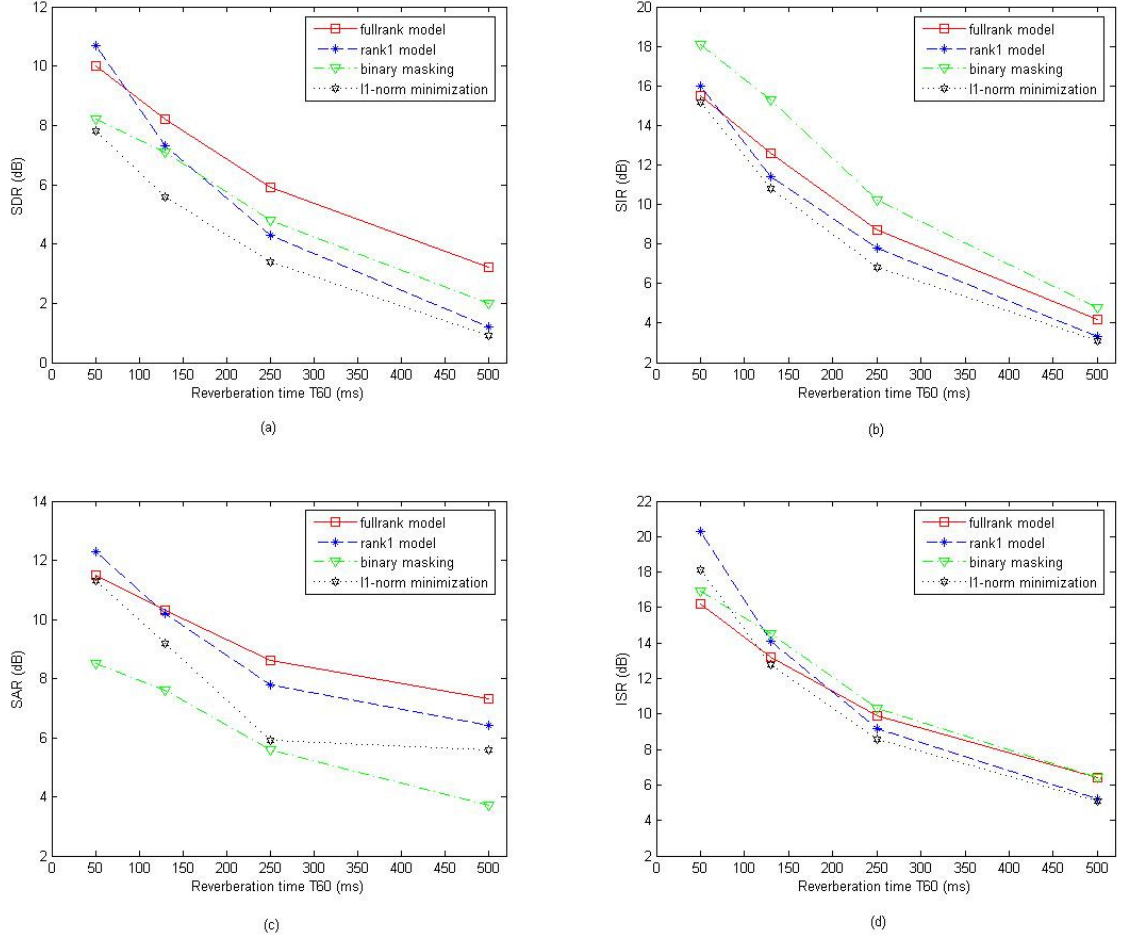 12
10
8
6
4
2
0
SDR (dB)
fullrank model
rank1 model
binary masking
l1-norm minimization
0 50 100 150 200 250 300 350 400 450 500
Reverberation time T60 (ms)
(a)
20
18
16
14
12
10
8
6
4
2
SIR (dB)
fullrank model
rank1 model
binary masking
l1-norm minimization
0 50 100 150 200 250 300 350 400 450 500
Reverberation time T60 (ms)
(b)
14
12
10
8
6
4
2
SAR (dB)
fullrank model
rank1 model
binary masking
l1-norm minimization
0 50 100 150 200 250 300 350 400 450 500
Reverberation time T60 (ms)
(c)
22
20
18
16
14
12
10
8
6
4
2
ISR (dB)
fullrank model
rank1 model
binary masking
l1-norm minimization
0 50 100 150 200 250 300 350 400 450 500
Reverberation time T60 (ms)
(d)